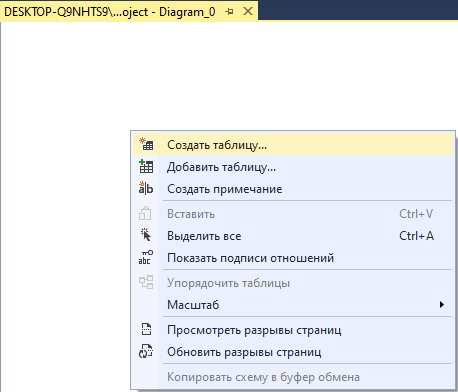 DESKTOP-Q9NHTS9\...oject - Diagram_0
Создать таблицу...
Добавить таблицу...
Создать примечание
Вставить Ctrl+V
Выделить все Ctrl+A
Показать подписи отношений
Упорядочить таблицы
Масштаб
Просмотреть разрывы страниц
Обновить разрывы страниц
Копировать схему в буфер обмена